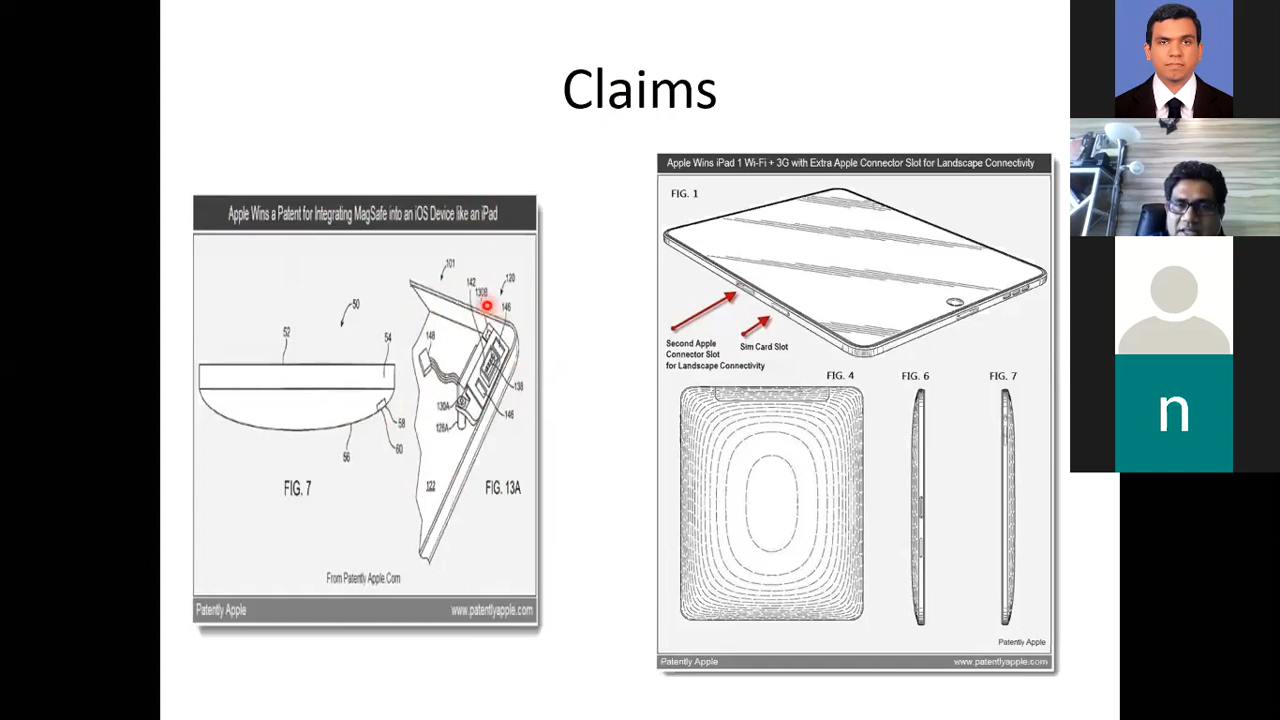 Claims
Apple Wins a Patent for Integrating MagSafe into an iOS Device like an iPad
50
52
54
58
60
56
FIG. 7
101
142
130B
120
146
148
138
130A
146
128A
122
FIG. 13A
From Patently Apple.Com
Patently Apple
www.patentlyapple.com
Apple Wins iPad 1 Wi-Fi + 3G with Extra Apple Connector Slot for Landscape Connectivity
FIG. 1
Second Apple
Connector Slot
for Landscape Connectivity
Sim Card Slot
FIG. 4
FIG. 6
FIG. 7
Patently Apple
Patently Apple
www.patentlyapple.com
n